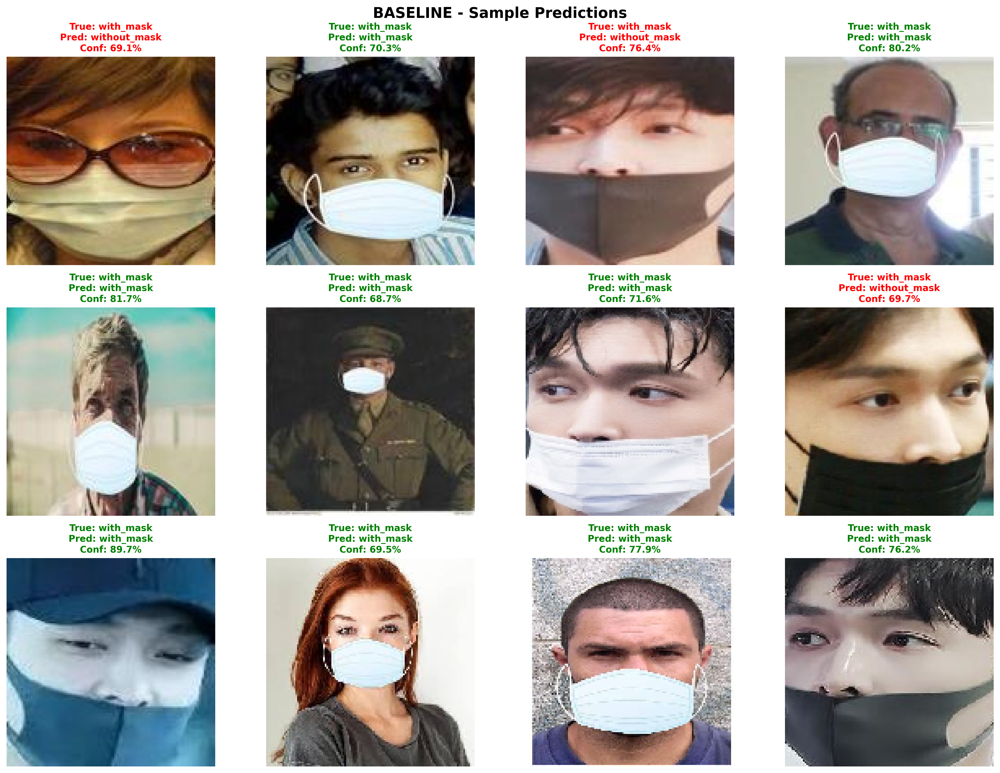 BASELINE - Sample Predictions
True: with_mask
Pred: without_mask
Conf: 69.1%
True: with_mask
Pred: with_mask
Conf: 70.3%
True: with_mask
Pred: without_mask
Conf: 76.4%
True: with_mask
Pred: with_mask
Conf: 80.2%
True: with_mask
Pred: with_mask
Conf: 81.7%
True: with_mask
Pred: with_mask
Conf: 68.7%
True: with_mask
Pred: with_mask
Conf: 71.6%
True: with_mask
Pred: without_mask
Conf: 69.7%
True: with_mask
Pred: with_mask
Conf: 89.7%
True: with_mask
Pred: with_mask
Conf: 69.5%
True: with_mask
Pred: with_mask
Conf: 77.9%
True: with_mask
Pred: with_mask
Conf: 76.2%